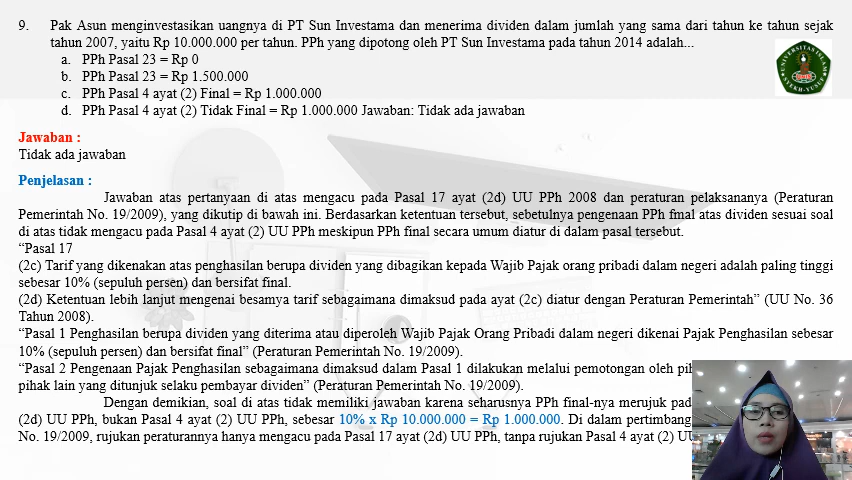 9. Pak Asun menginvestasikan uangnya di PT Sun Investama dan menerima dividen dalam jumlah yang sama dari tahun ke tahun sejak
tahun 2007, yaitu Rp 10.000.000 per tahun. PPh yang dipotong oleh PT Sun Investama pada tahun 2014 adalah...
a. PPh Pasal 23 = Rp 0
b. PPh Pasal 23 = Rp 1.500.000
c. PPh Pasal 4 ayat (2) Final = Rp 1.000.000
d. PPh Pasal 4 ayat (2) Tidak Final = Rp 1.000.000 Jawaban: Tidak ada jawaban
UNIVERSITAS ISLAM
SYEKH-YUSUF
Jawaban :
Tidak ada jawaban
Penjelasan :
Jawaban atas pertanyaan di atas mengacu pada Pasal 17 ayat (2d) UU PPh 2008 dan peraturan pelaksananya (Peraturan
Pemerintah No. 19/2009), yang dikutip di bawah ini. Berdasarkan ketentuan tersebut, sebetulnya pengenaan PPh fmal atas dividen sesuai soal
di atas tidak mengacu pada Pasal 4 ayat (2) UU PPh meskipun PPh final secara umum diatur di dalam pasal tersebut.
“Pasal 17
(2c) Tarif yang dikenakan atas penghasilan berupa dividen yang dibagikan kepada Wajib Pajak orang pribadi dalam negeri adalah paling tinggi
sebesar 10% (sepuluh persen) dan bersifat final.
(2d) Ketentuan lebih lanjut mengenai besamya tarif sebagaimana dimaksud pada ayat (2c) diatur dengan Peraturan Pemerintah” (UU No. 36
Tahun 2008).
“Pasal 1 Penghasilan berupa dividen yang diterima atau diperoleh Wajib Pajak Orang Pribadi dalam negeri dikenai Pajak Penghasilan sebesar
10% (sepuluh persen) dan bersifat final” (Peraturan Pemerintah No. 19/2009).
“Pasal 2 Pengenaan Pajak Penghasilan sebagaimana dimaksud dalam Pasal 1 dilakukan melalui pemotongan oleh
pihak lain yang ditunjuk selaku pembayar dividen” (Peraturan Pemerintah No. 19/2009).
Dengan demikian, soal di atas tidak memiliki jawaban karena seharusnya PPh final-nya merujuk
(2d) UU PPh, bukan Pasal 4 ayat (2) UU PPh, sebesar 10% x Rp 10.000.000 = Rp 1.000.000. Di dalam
No. 19/2009, rujukan peraturannya hanya mengacu pada Pasal 17 ayat (2d) UU PPh, tanpa rujukan Pasal 4 ayat (2)